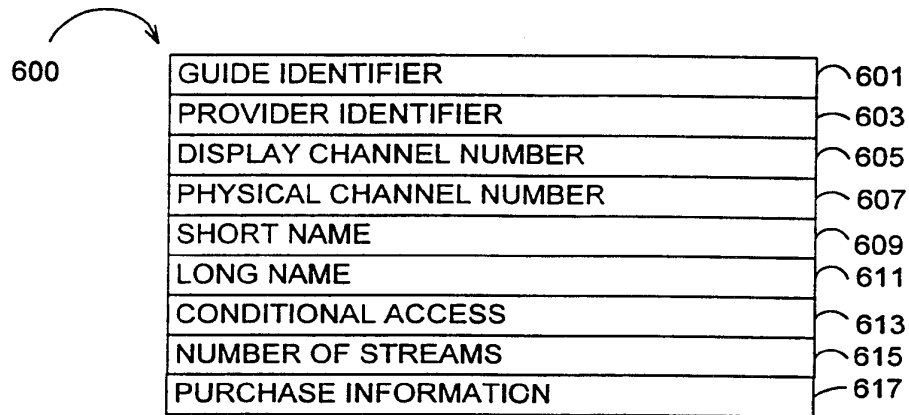 600
GUIDE IDENTIFIER 601
PROVIDER IDENTIFIER 603
DISPLAY CHANNEL NUMBER 605
PHYSICAL CHANNEL NUMBER 607
SHORT NAME 609
LONG NAME 611
CONDITIONAL ACCESS 613
NUMBER OF STREAMS 615
PURCHASE INFORMATION 617